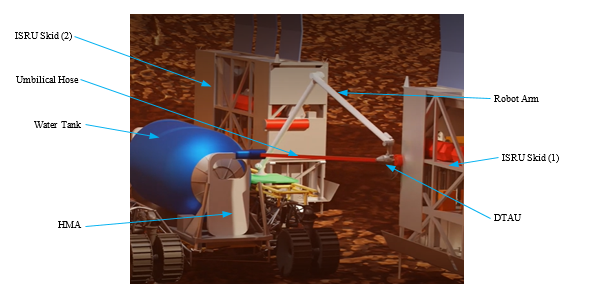 ISRU Skid (2)
Umbilical Hose
Robot Arm
Water Tank
ISRU Skid (1)
DTAU
HMA